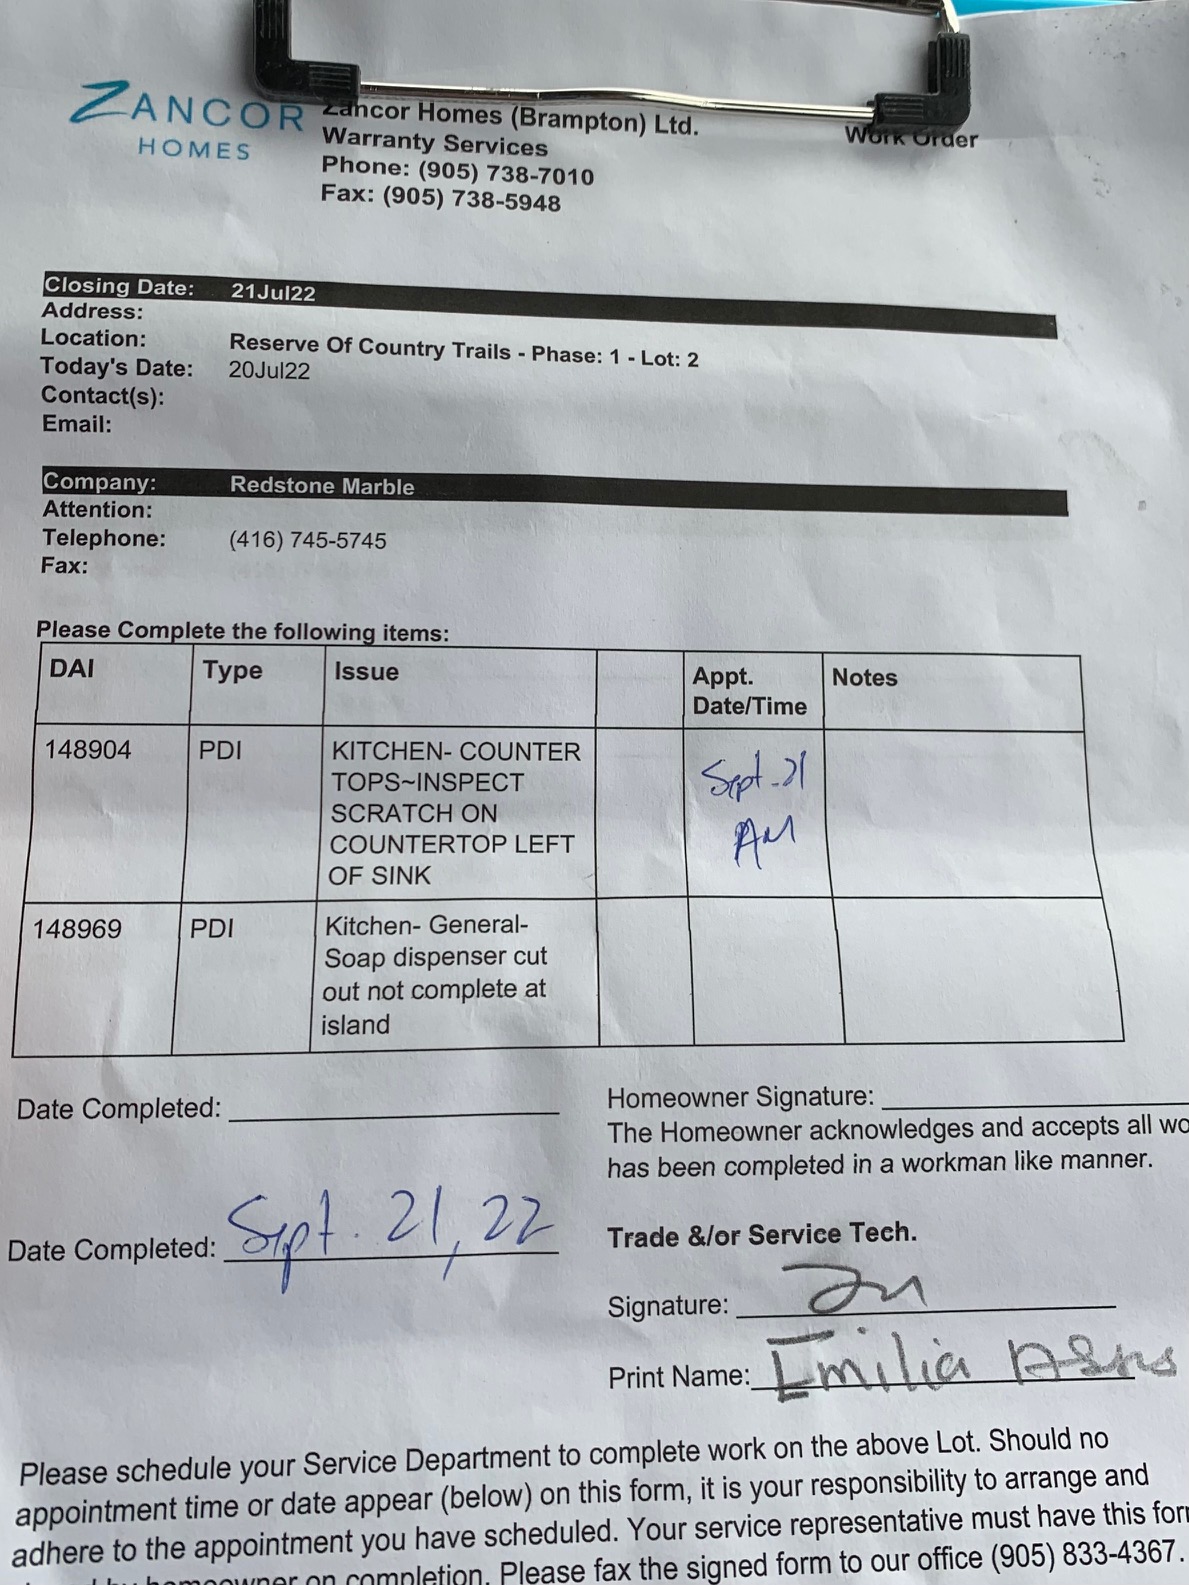 ZANCOR
HOMES
Zancor Homes (Brampton) Ltd.
Warranty Services
Phone: (905) 738-7010
Fax: (905) 738-5948
Work Order
Closing Date: 21Jul22
Address:
Location: Reserve Of Country Trails - Phase: 1 - Lot: 2
Today's Date: 20Jul22
Contact(s):
Email:
Company: Redstone Marble
Attention:
Telephone: (416) 745-5745
Fax:
Please Complete the following items:
DAI Type Issue Appt. Notes
Date/Time
148904 PDI KITCHEN- COUNTER
TOPS~INSPECT
SCRATCH ON
COUNTERTOP LEFT
OF SINK
Sept-21
AM
148969 PDI Kitchen- General-
Soap dispenser cut
out not complete at
island
Date Completed:
Homeowner Signature:
The Homeowner acknowledges and accepts all wo
has been completed in a workman like manner.
Date Completed: Sept. 21, 22
Trade &/or Service Tech.
Signature:
Print Name: Emilia
Please schedule your Service Department to complete work on the above Lot. Should no
appointment time or date appear (below) on this form, it is your responsibility to arrange and
adhere to the appointment you have scheduled. Your service representative must have this for
by homeowner on completion. Please fax the signed form to our office (905) 833-4367.